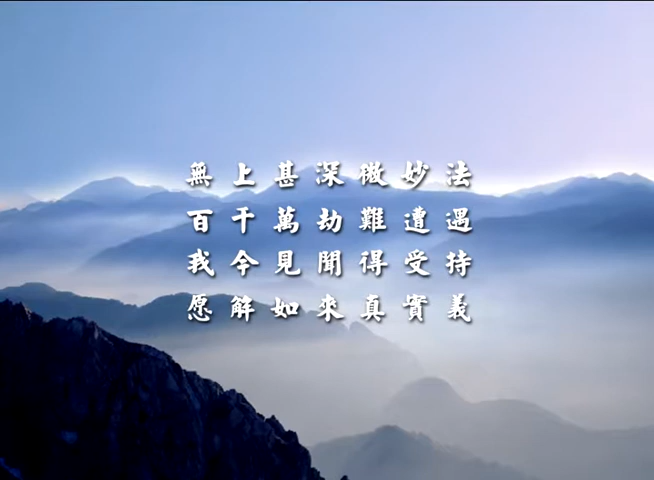 無上甚深微妙法
百千萬劫難遭遇
我今見聞得受持
愿解如來真實義